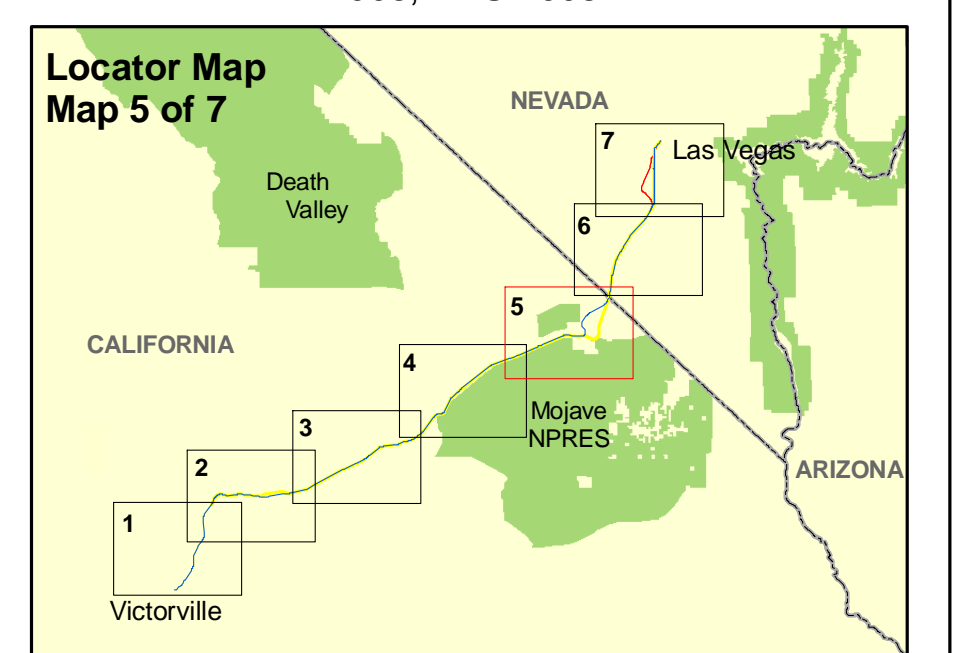 Locator Map
Map 5 of 7
NEVADA
7
Las Vegas
Death
Valley
6
5
CALIFORNIA
4
Mojave
NPRES
3
ARIZONA
2
1
Victorville